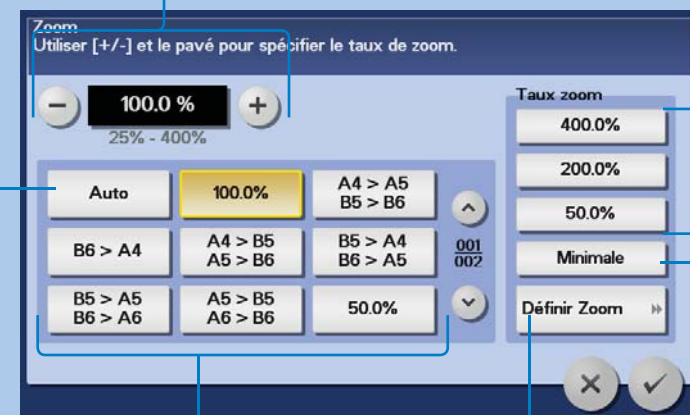 Zoom
Utiliser [+/-] et le pavé pour spécifier le taux de zoom.
−
100.0 %
+
25% - 400%
Auto
100.0%
A4 > A5
B5 > B6
B6 > A4
A4 > B5
A5 > B6
B5 > A4
B6 > A5
B5 > A5
B6 > A6
A5 > B5
A6 > B6
50.0%
001
002
Taux zoom
400.0%
200.0%
50.0%
Minimale
Définir Zoom